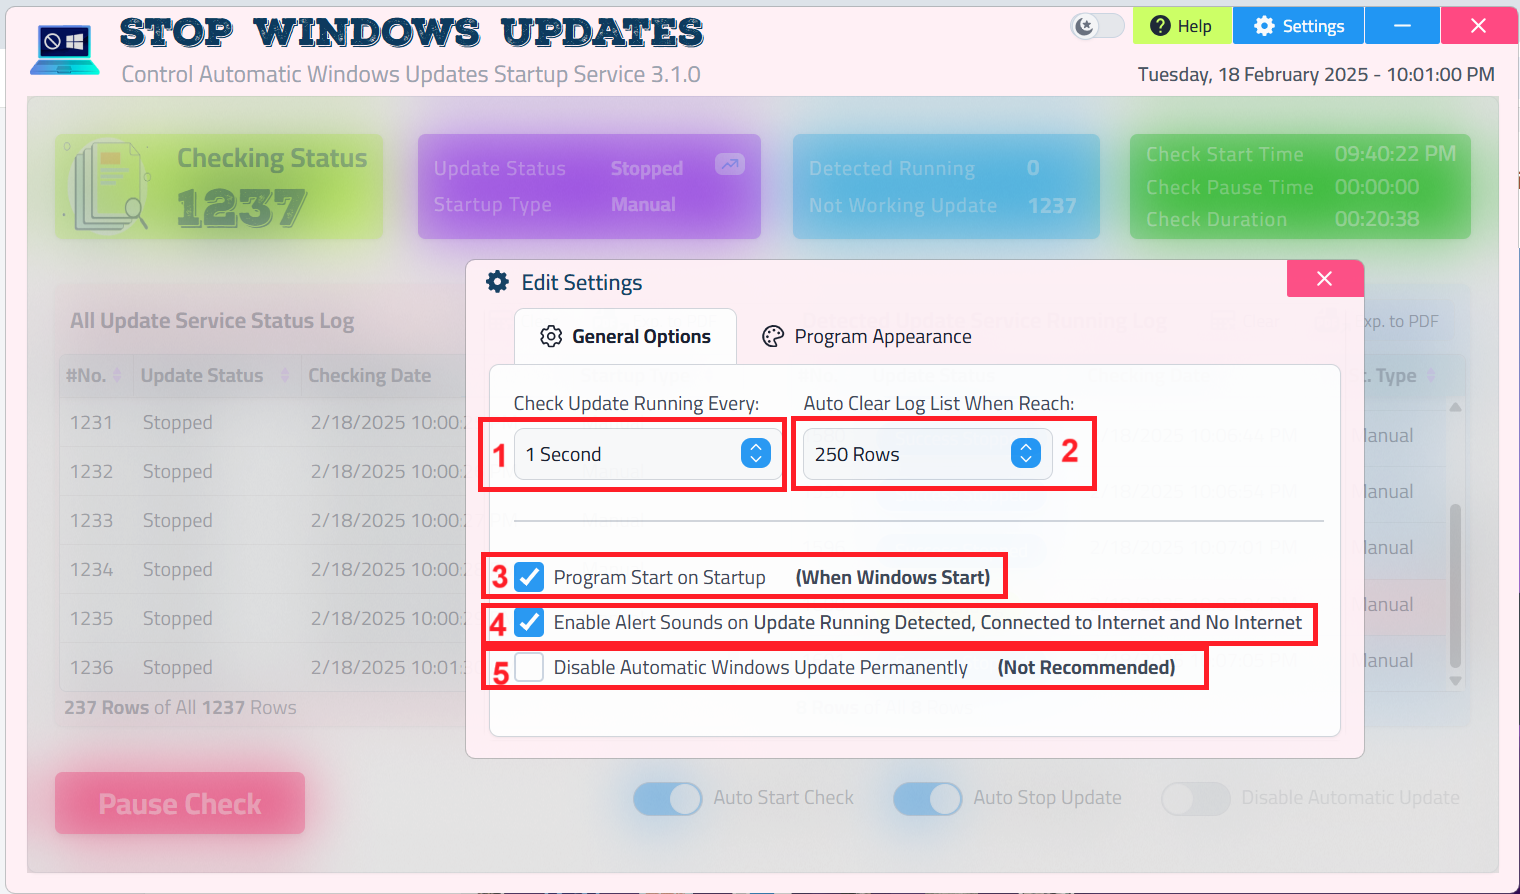 STOP WINDOWS UPDATES
Control Automatic Windows Updates Startup Service 3.1.0
Help
Settings
Tuesday, 18 February 2025 - 10:01:00 PM
Checking Status
1237
Update Status Stopped
Startup Type Manual
Detected Running 0
Not Working Update 1237
Check Start Time 09:40:22 PM
Check Pause Time 00:00:00
Check Duration 00:20:38
All Update Service Status Log
xp. to PDF
#No. Update Status Checking Date
. Type
1231 Stopped 2/18/2025 10:00:
1232 Stopped 2/18/2025 10:00:
1233 Stopped 2/18/2025 10:00:
1234 Stopped 2/18/2025 10:00:
1235 Stopped 2/18/2025 10:00:
1236 Stopped 2/18/2025 10:01:
anual
anual
anual
anual
anual
237 Rows of All 1237 Rows
Edit Settings
General Options
Program Appearance
Check Update Running Every:
Auto Clear Log List When Reach:
1 1 Second
250 Rows 2
3 Program Start on Startup (When Windows Start)
4 Enable Alert Sounds on Update Running Detected, Connected to Internet and No Internet
5 Disable Automatic Windows Update Permanently (Not Recommended)
Pause Check
Auto Start Check
Auto Stop Update
Disable Automatic Update